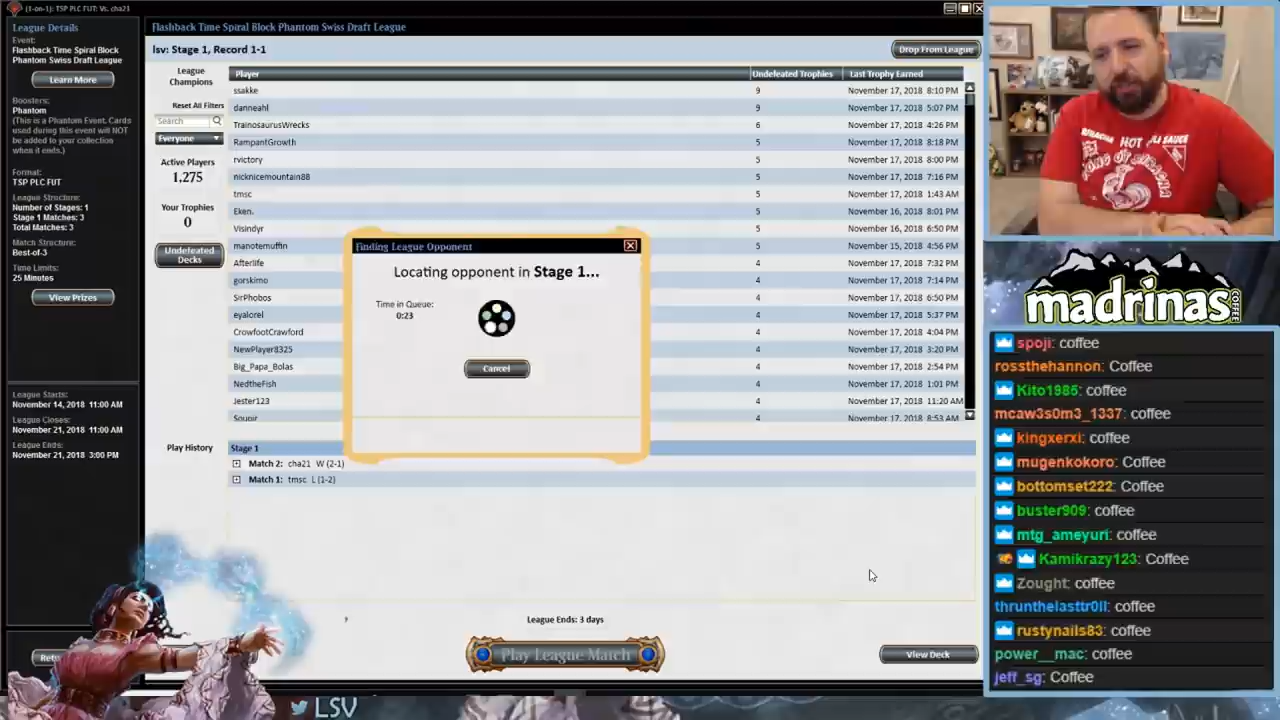 (1-on-1): TSP PLC FUT: Vs. cha21
League Details
Event:
Flashback Time Spiral Block
Phantom Swiss Draft League
Learn More
Boosters:
Phantom
(This is a Phantom Event. Cards
used during this event will NOT
be added to your collection
when it ends.)
Format:
TSP PLC FUT
League Structure:
Number of Stages: 1
Stage 1 Matches: 3
Total Matches: 3
Match Structure:
Best-of-3
Time Limits:
25 Minutes
View Prizes
League Starts:
November 14, 2018 11:00 AM
League Closes:
November 21, 2018 11:00 AM
League Ends:
November 21, 2018 3:00 PM
Flashback Time Spiral Block Phantom Swiss Draft League
lsv: Stage 1, Record 1-1
Drop From League
League
Champions
Reset All Filters
Search
Everyone
Active Players
1,275
Your Trophies
0
Undefeated
Decks
Player Undefeated Trophies Last Trophy Earned
ssakke 9 November 17, 2018 8:10 PM
danneahl 9 November 17, 2018 5:07 PM
TrainosaurusWrecks 6 November 17, 2018 4:26 PM
RampantGrowth 5 November 17, 2018 8:18 PM
rvictory 5 November 17, 2018 8:00 PM
nicknicemountain88 5 November 17, 2018 7:16 PM
tmsc 5 November 17, 2018 1:43 AM
Eken. 5 November 16, 2018 8:01 PM
Visindyr 5 November 16, 2018 6:50 PM
manotemuffin 5 November 15, 2018 4:56 PM
Afterlife 4 November 17, 2018 7:32 PM
gorskimo 4 November 17, 2018 7:14 PM
SirPhobos 4 November 17, 2018 6:50 PM
eyalorel 4 November 17, 2018 5:37 PM
CrowfootCrawford 4 November 17, 2018 4:04 PM
NewPlayer8325 4 November 17, 2018 3:20 PM
Big_Papa_Bolas 4 November 17, 2018 2:54 PM
NedtheFish 4 November 17, 2018 1:01 PM
Jester123 4 November 17, 2018 11:20 AM
Soupir 4 November 17, 2018 8:53 AM
Finding League Opponent
Locating opponent in Stage 1...
Time in Queue:
0:23
Cancel
Play History
Stage 1
Match 2: cha21 W (2-1)
Match 1: tmsc L (1-2)
League Ends: 3 days
Play League Match
View Deck
LSV
madrinas
COFFEE
spoji: coffee
rossthehannon: Coffee
Kito1985: coffee
mcaw3s0m3_1337: coffee
kingxerxi: coffee
mugenkokoro: Coffee
bottomset222: Coffee
buster909: coffee
mtg_ameyuri: coffee
Kamikrazy123: Coffee
Zought: coffee
thrunthelasttr0ll: coffee
rustynails83: coffee
power__mac: coffee
jeff_sg: Coffee